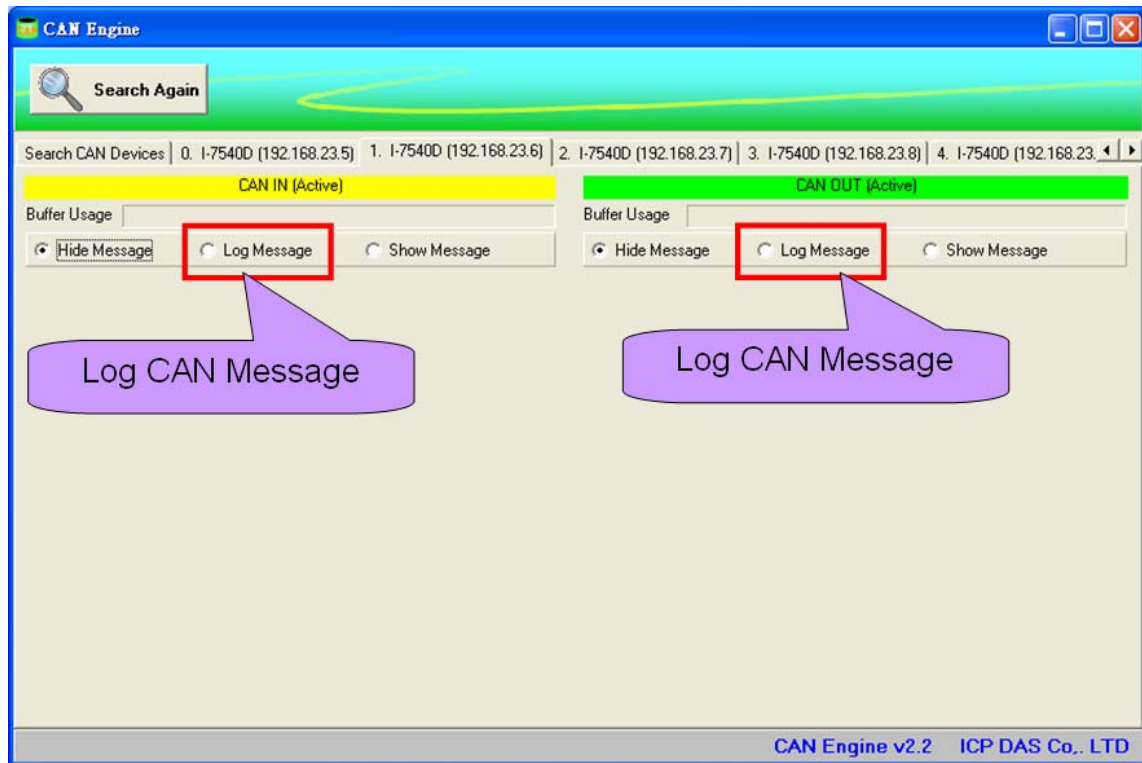 CAN Engine
Search Again
Search CAN Devices 0. I-7540D (192.168.23.5) 1. I-7540D (192.168.23.6) 2. I-7540D (192.168.23.7) 3. I-7540D (192.168.23.8) 4. I-7540D (192.168.23.
CAN IN (Active) CAN OUT (Active)
Buffer Usage Buffer Usage
Hide Message Log Message Show Message Hide Message Log Message Show Message
Log CAN Message Log CAN Message
CAN Engine v2.2 ICP DAS Co,. LTD